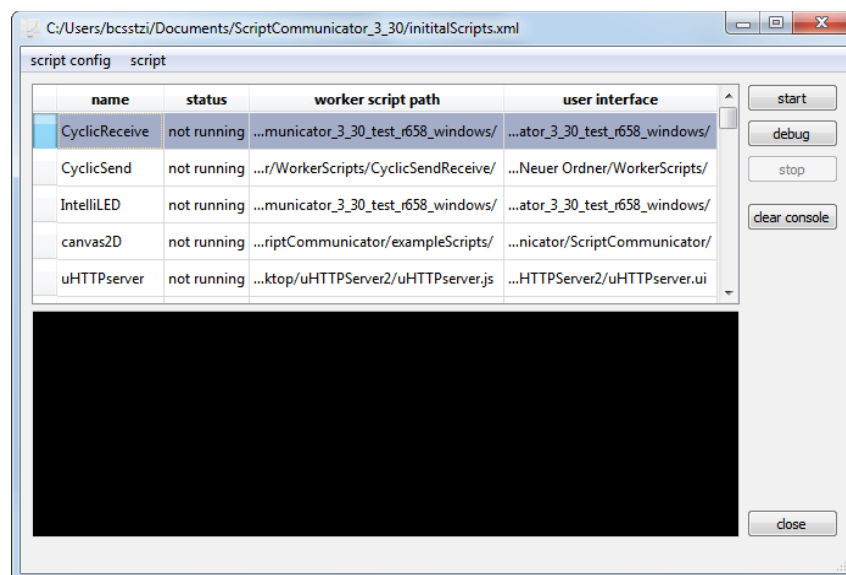 C:/Users/bcsstzi/Documents/ScriptCommunicator_3_30/inititalScripts.xml
script config script
name status worker script path user interface
CyclicReceive not running ...municator_3_30_test_r658_windows/ ...ator_3_30_test_r658_windows/
CyclicSend not running ...r/WorkerScripts/CyclicSendReceive/ ...Neuer Ordner/WorkerScripts/
IntelliLED not running ...municator_3_30_test_r658_windows/ ...ator_3_30_test_r658_windows/
canvas2D not running ...riptCommunicator/exampleScripts/ ...nicator/ScriptCommunicator/
uHTTPserver not running ...ktop/uHTTPServer2/uHTTPserver.js ...HTTPServer2/uHTTPserver.ui
start
debug
stop
clear console
close